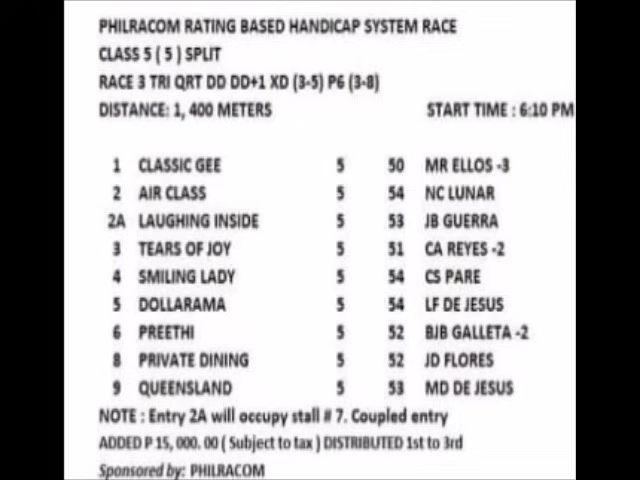 PHILRACOM RATING BASED HANDICAP SYSTEM RACE
CLASS 5 ( 5 ) SPLIT
RACE 3 TRI QRT DD DD+1 XD (3-5) P6 (3-8)
DISTANCE: 1, 400 METERS START TIME : 6:10 PM
1 CLASSIC GEE 5 50 MR ELLOS -3
2 AIR CLASS 5 54 NC LUNAR
2A LAUGHING INSIDE 5 53 JB GUERRA
3 TEARS OF JOY 5 51 CA REYES -2
4 SMILING LADY 5 54 CS PARE
5 DOLLARAMA 5 54 LF DE JESUS
6 PREETHI 5 52 BJB GALLETA -2
8 PRIVATE DINING 5 52 JD FLORES
9 QUEENSLAND 5 53 MD DE JESUS
NOTE : Entry 2A will occupy stall # 7. Coupled entry
ADDED P 15, 000. 00 ( Subject to tax ) DISTRIBUTED 1st to 3rd
Sponsored by: PHILRACOM